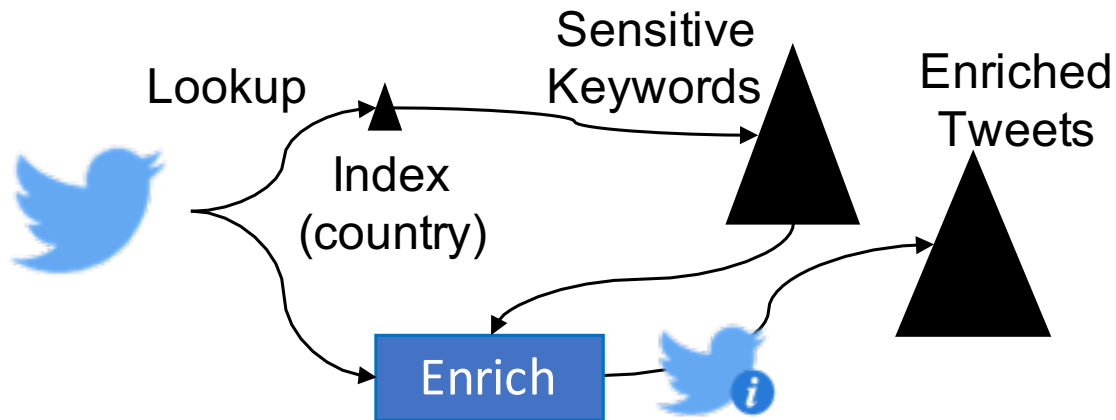 Lookup
Index
(country)
Sensitive
Keywords
Enriched
Tweets
Enrich
i